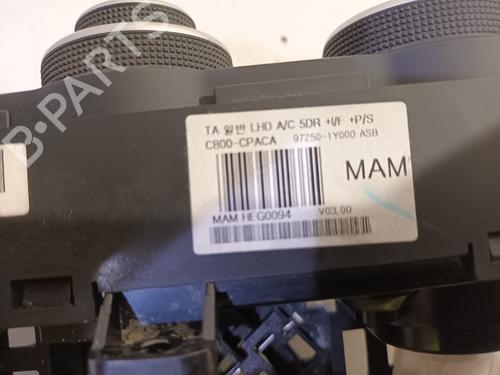 TA 일반 LHD A/C 5DR +I/F +P/S
C800-CPACA 97250-1Y000 ASB
MAM
MAM HEG0094 V03,00
B-PARTS